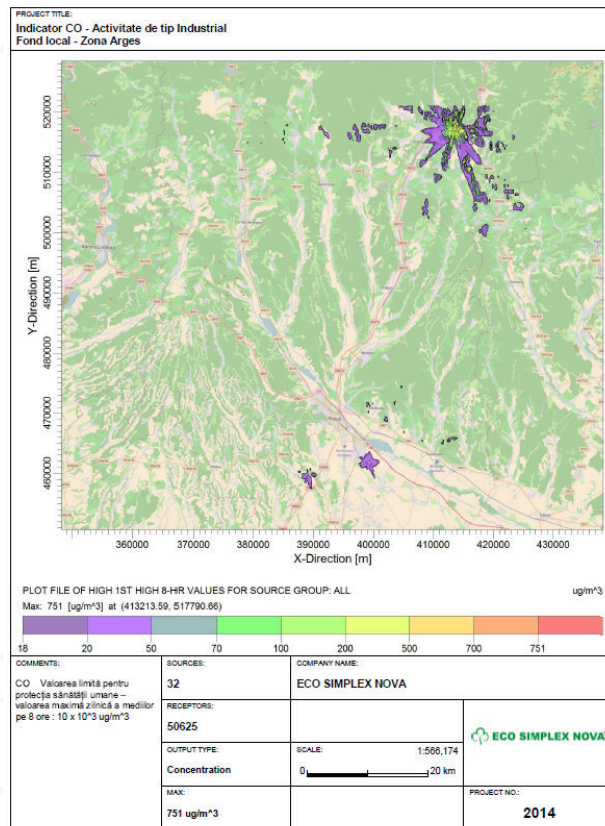 PROJECT TITLE:
Indicator CO - Activitate de tip Industrial
Fond local - Zona Arges
Y-Direction [m]
520000
510000
500000
490000
480000
470000
460000
360000 370000 380000 390000 400000 410000 420000 430000
X-Direction [m]
PLOT FILE OF HIGH 1ST HIGH 8-HR VALUES FOR SOURCE GROUP: ALL
ug/m^3
Max: 751 [ug/m^3] at (413213.59, 517790.66)
18 20 50 70 100 200 500 700 751
COMMENTS:
CO Valoarea limită pentru
protecția sănătății umane –
valoarea maximă zilnică a mediilor
pe 8 ore : 10 x 10^3 ug/m^3
SOURCES:
32
COMPANY NAME:
ECO SIMPLEX NOVA
RECEPTORS:
50625
OUTPUT TYPE:
Concentration
SCALE:
1:566,174
0 20 km
ECO SIMPLEX NOVA
MAX:
751 ug/m^3
PROJECT NO.:
2014